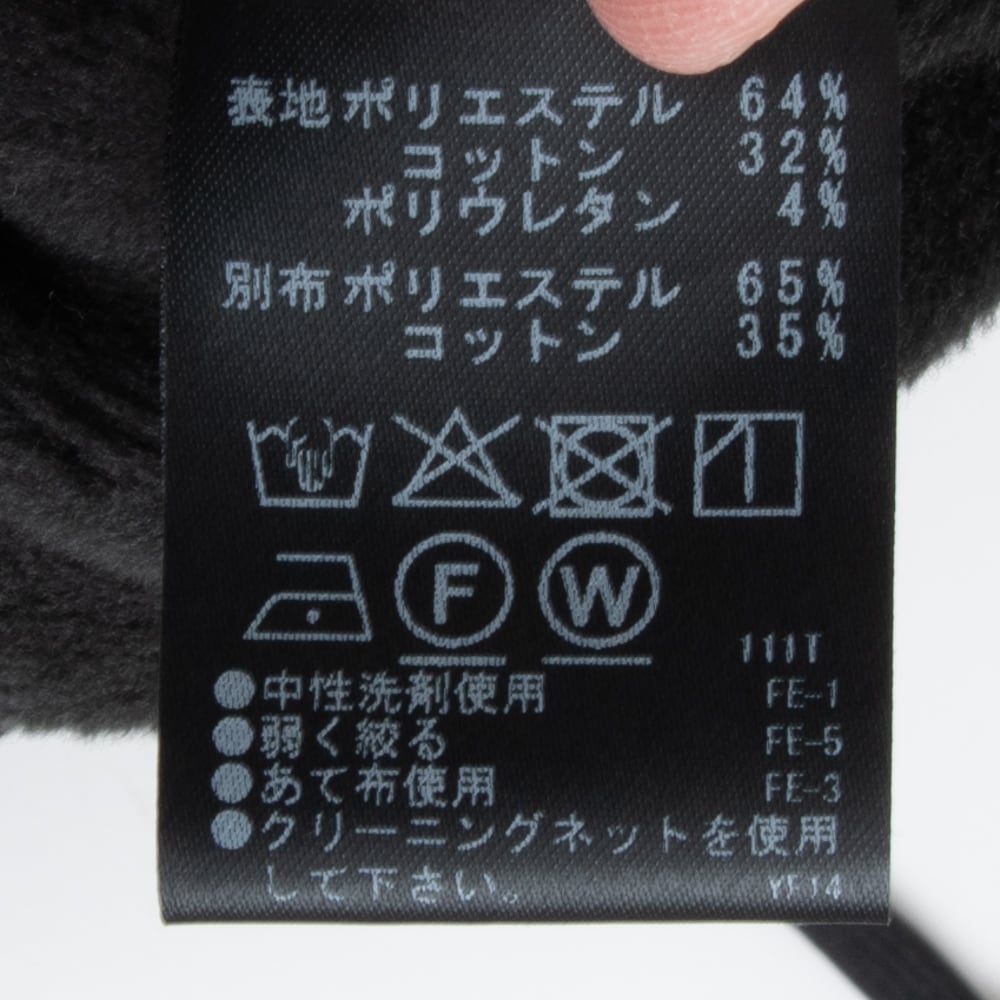 表地 ポリエステル 64%
コットン 32%
ポリウレタン 4%
別布 ポリエステル 65%
コットン 35%
F W
111T
●中性洗剤使用 FE-1
●弱く絞る FE-5
●あて布使用 FE-3
●クリーニングネットを使用
して下さい。 YF14